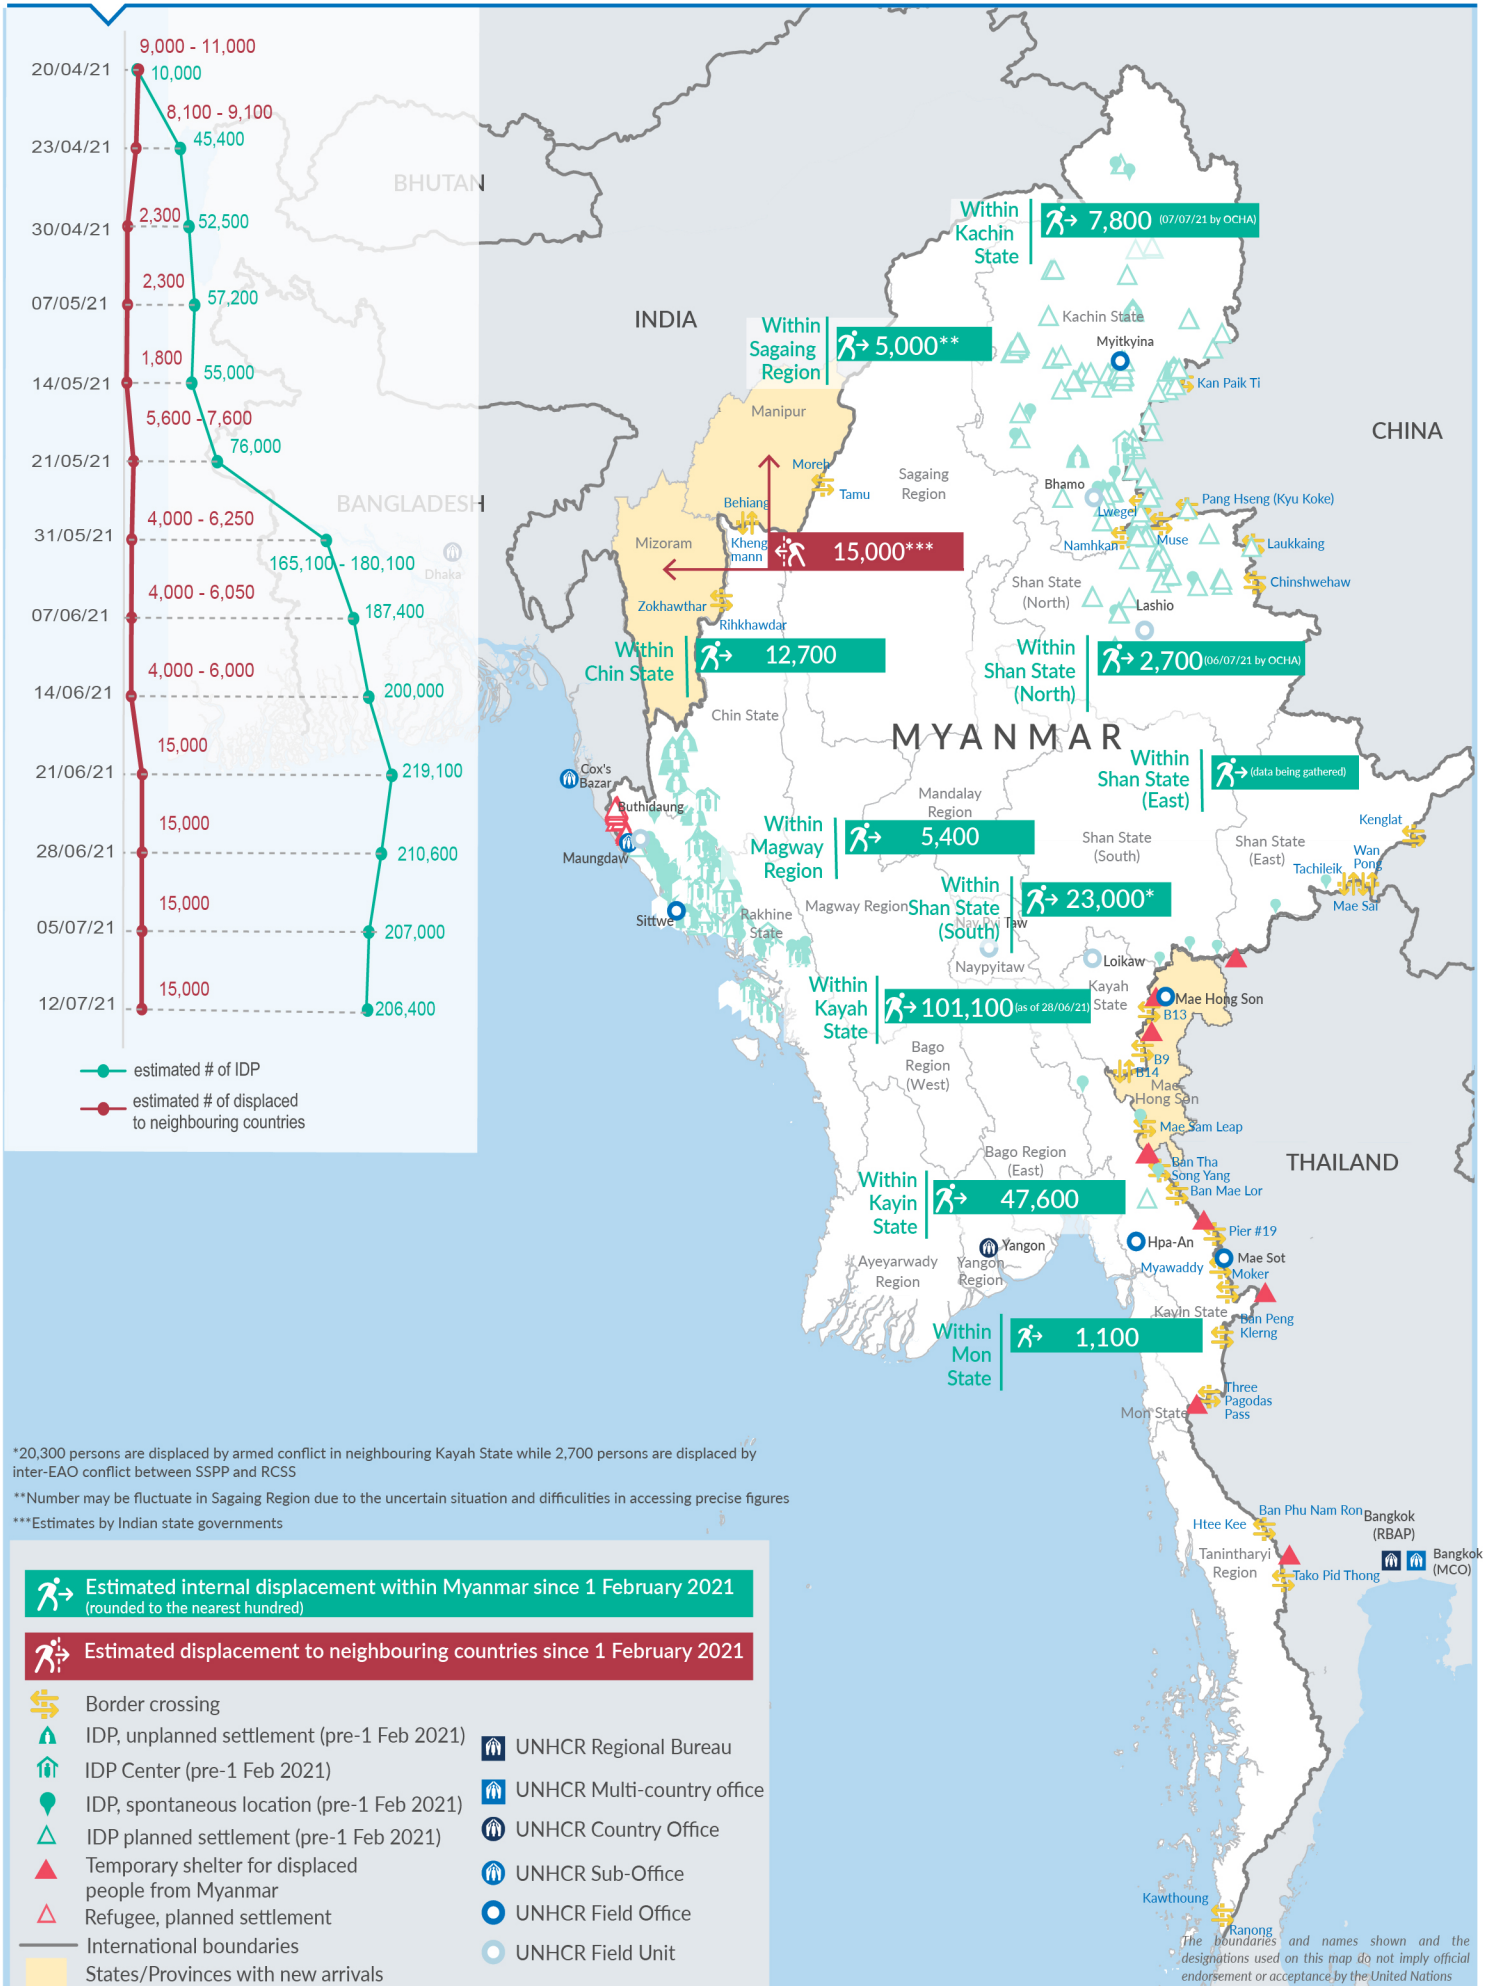 9,000 - 11,000
20/04/21
10,000
8,100 - 9,100
45,400
23/04/21
2,300
52,500
30/04/21
2,300
57,200
07/05/21
1,800
55,000
14/05/21
5,600 - 7,600
76,000
21/05/21
4,000 - 6,250
31/05/21
165,100 - 180,100
4,000 - 6,050
187,400
07/06/21
4,000 - 6,000
200,000
14/06/21
15,000
219,100
21/06/21
15,000
210,600
28/06/21
15,000
207,000
05/07/21
15,000
206,400
12/07/21
estimated # of IDP
estimated # of displaced
to neighbouring countries
BHUTAN
BANGLADESH
Dhaka
INDIA
CHINA
THAILAND
MYANMAR
Within
Kachin
State
7,800 (07/07/21 by OCHA)
Kachin State
Myitkyina
Kan Paik Ti
Within
Sagaing
Region
5,000**
Manipur
Moreh
Tamu
Sagaing
Region
Behiang
Kheng
mann
Mizoram
15,000***
Zokhawthar
Rihkhawdar
Bhamo
Lwegel
Pang Hseng (Kyu Koke)
Namhkan
Muse
Laukkaing
Chinshwehaw
Shan State
(North)
Lashio
Within
Chin State
12,700
Within
Shan State
(North)
2,700 (06/07/21 by OCHA)
Chin State
Within
Shan State
(East)
(data being gathered)
Cox's
Bazar
Buthidaung
Maungdaw
Sittwe
Rakhine
State
Mandalay
Region
Within
Magway
Region
5,400
Shan State
(South)
Shan State
(East)
Kenglat
Wan
Pong
Tachileik
Mae Sai
Magway Region
Within
Shan State
(South)
23,000*
Nay Pyi Taw
Naypyitaw
Loikaw
Kayah
State
Within
Kayah
State
101,100 (as of 28/06/21)
Mae Hong Son
B13
B9
B14
Mae
Hong Son
Mae Sam Leap
Bago
Region
(West)
Bago Region
(East)
Ban Tha
Song Yang
Ban Mae Lor
Within
Kayin
State
47,600
Pier #19
Hpa-An
Mae Sot
Myawaddy
Moker
Yangon
Yangon
Region
Ayeyarwady
Region
Kayin State
Ban Peng
Klerng
Within
Mon
State
1,100
Three
Pagodas
Pass
Mon State
Ban Phu Nam Ron
Htee Kee
Bangkok
(RBAP)
Bangkok
(MCO)
Tanintharyi
Region
Tako Pid Thong
Kawthoung
Ranong
*20,300 persons are displaced by armed conflict in neighbouring Kayah State while 2,700 persons are displaced by
inter-EAO conflict between SSPP and RCSS
**Number may be fluctuate in Sagaing Region due to the uncertain situation and difficulities in accessing precise figures
***Estimates by Indian state governments
Estimated internal displacement within Myanmar since 1 February 2021
(rounded to the nearest hundred)
Estimated displacement to neighbouring countries since 1 February 2021
Border crossing
IDP, unplanned settlement (pre-1 Feb 2021)
IDP Center (pre-1 Feb 2021)
IDP, spontaneous location (pre-1 Feb 2021)
IDP planned settlement (pre-1 Feb 2021)
Temporary shelter for displaced
people from Myanmar
Refugee, planned settlement
International boundaries
States/Provinces with new arrivals
UNHCR Regional Bureau
UNHCR Multi-country office
UNHCR Country Office
UNHCR Sub-Office
UNHCR Field Office
UNHCR Field Unit
The boundaries and names shown and the
designations used on this map do not imply official
endorsement or acceptance by the United Nations